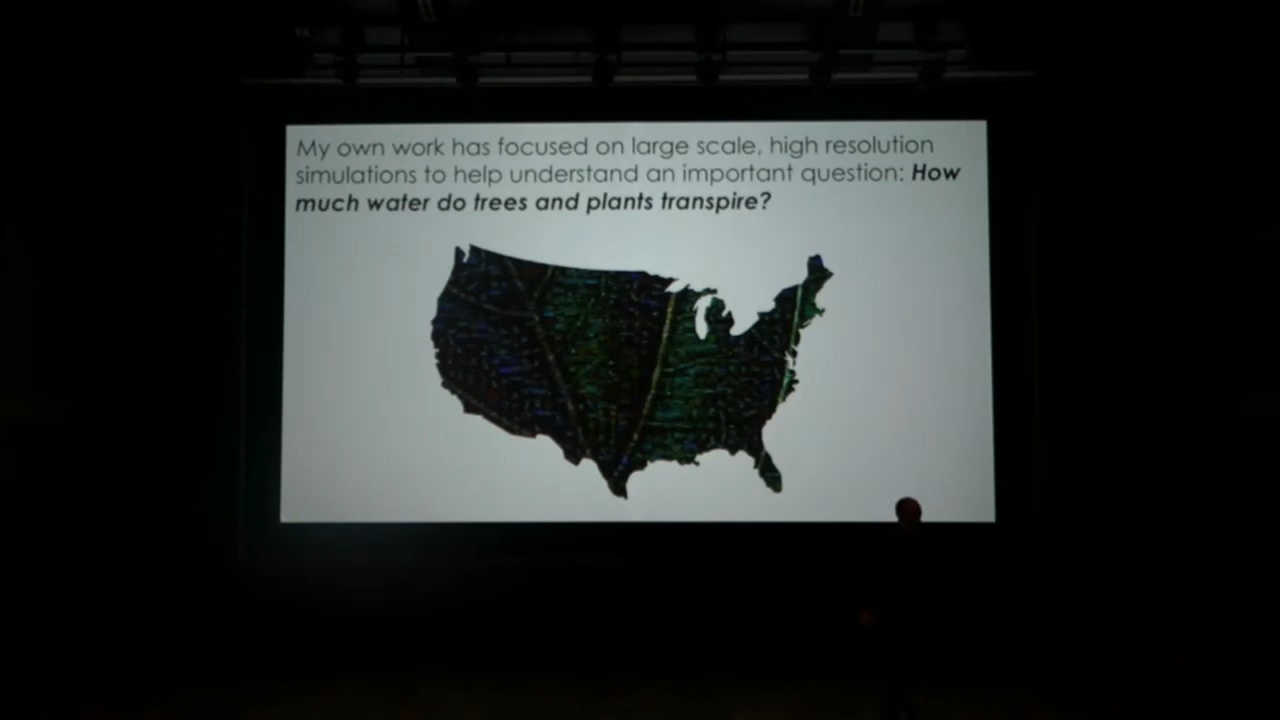 My own work has focused on large scale, high resolution
simulations to help understand an important question: How
much water do trees and plants transpire?